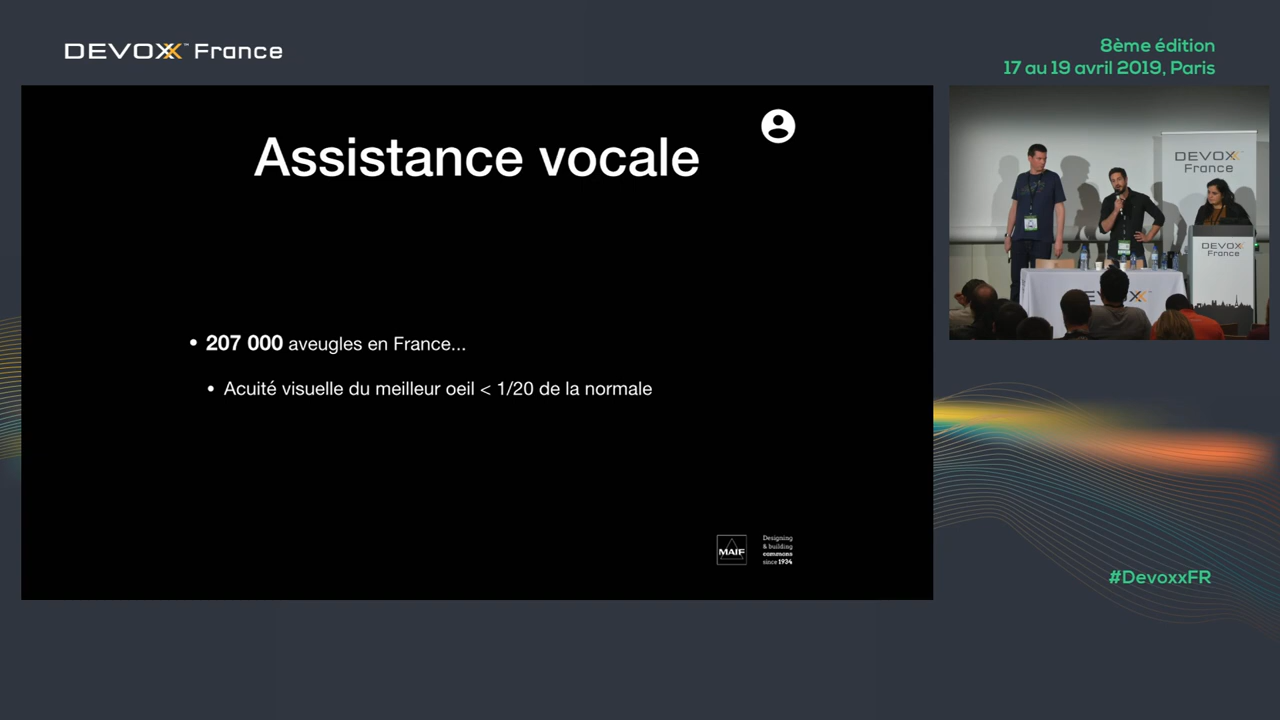 DEVOXX™ France
8ème édition
17 au 19 avril 2019, Paris
Assistance vocale
• 207 000 aveugles en France...
• Acuité visuelle du meilleur oeil < 1/20 de la normale
MAIF
Designing
& building
commons
since 1934
DEVOXX
France
DEVOXX
France
#DevoxxFR